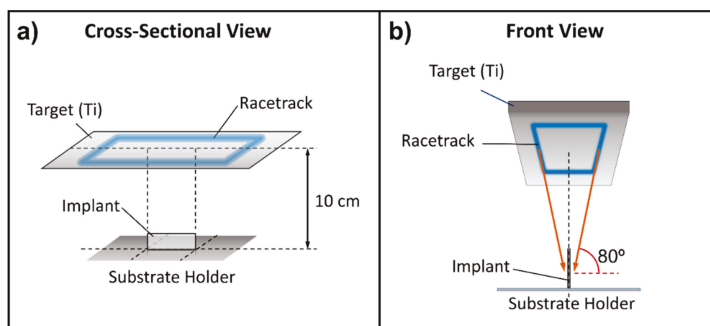 a)
Cross-Sectional View
Target (Ti)
Racetrack
Implant
10 cm
Substrate Holder
b)
Front View
Target (Ti)
Racetrack
80º
Implant
Substrate Holder